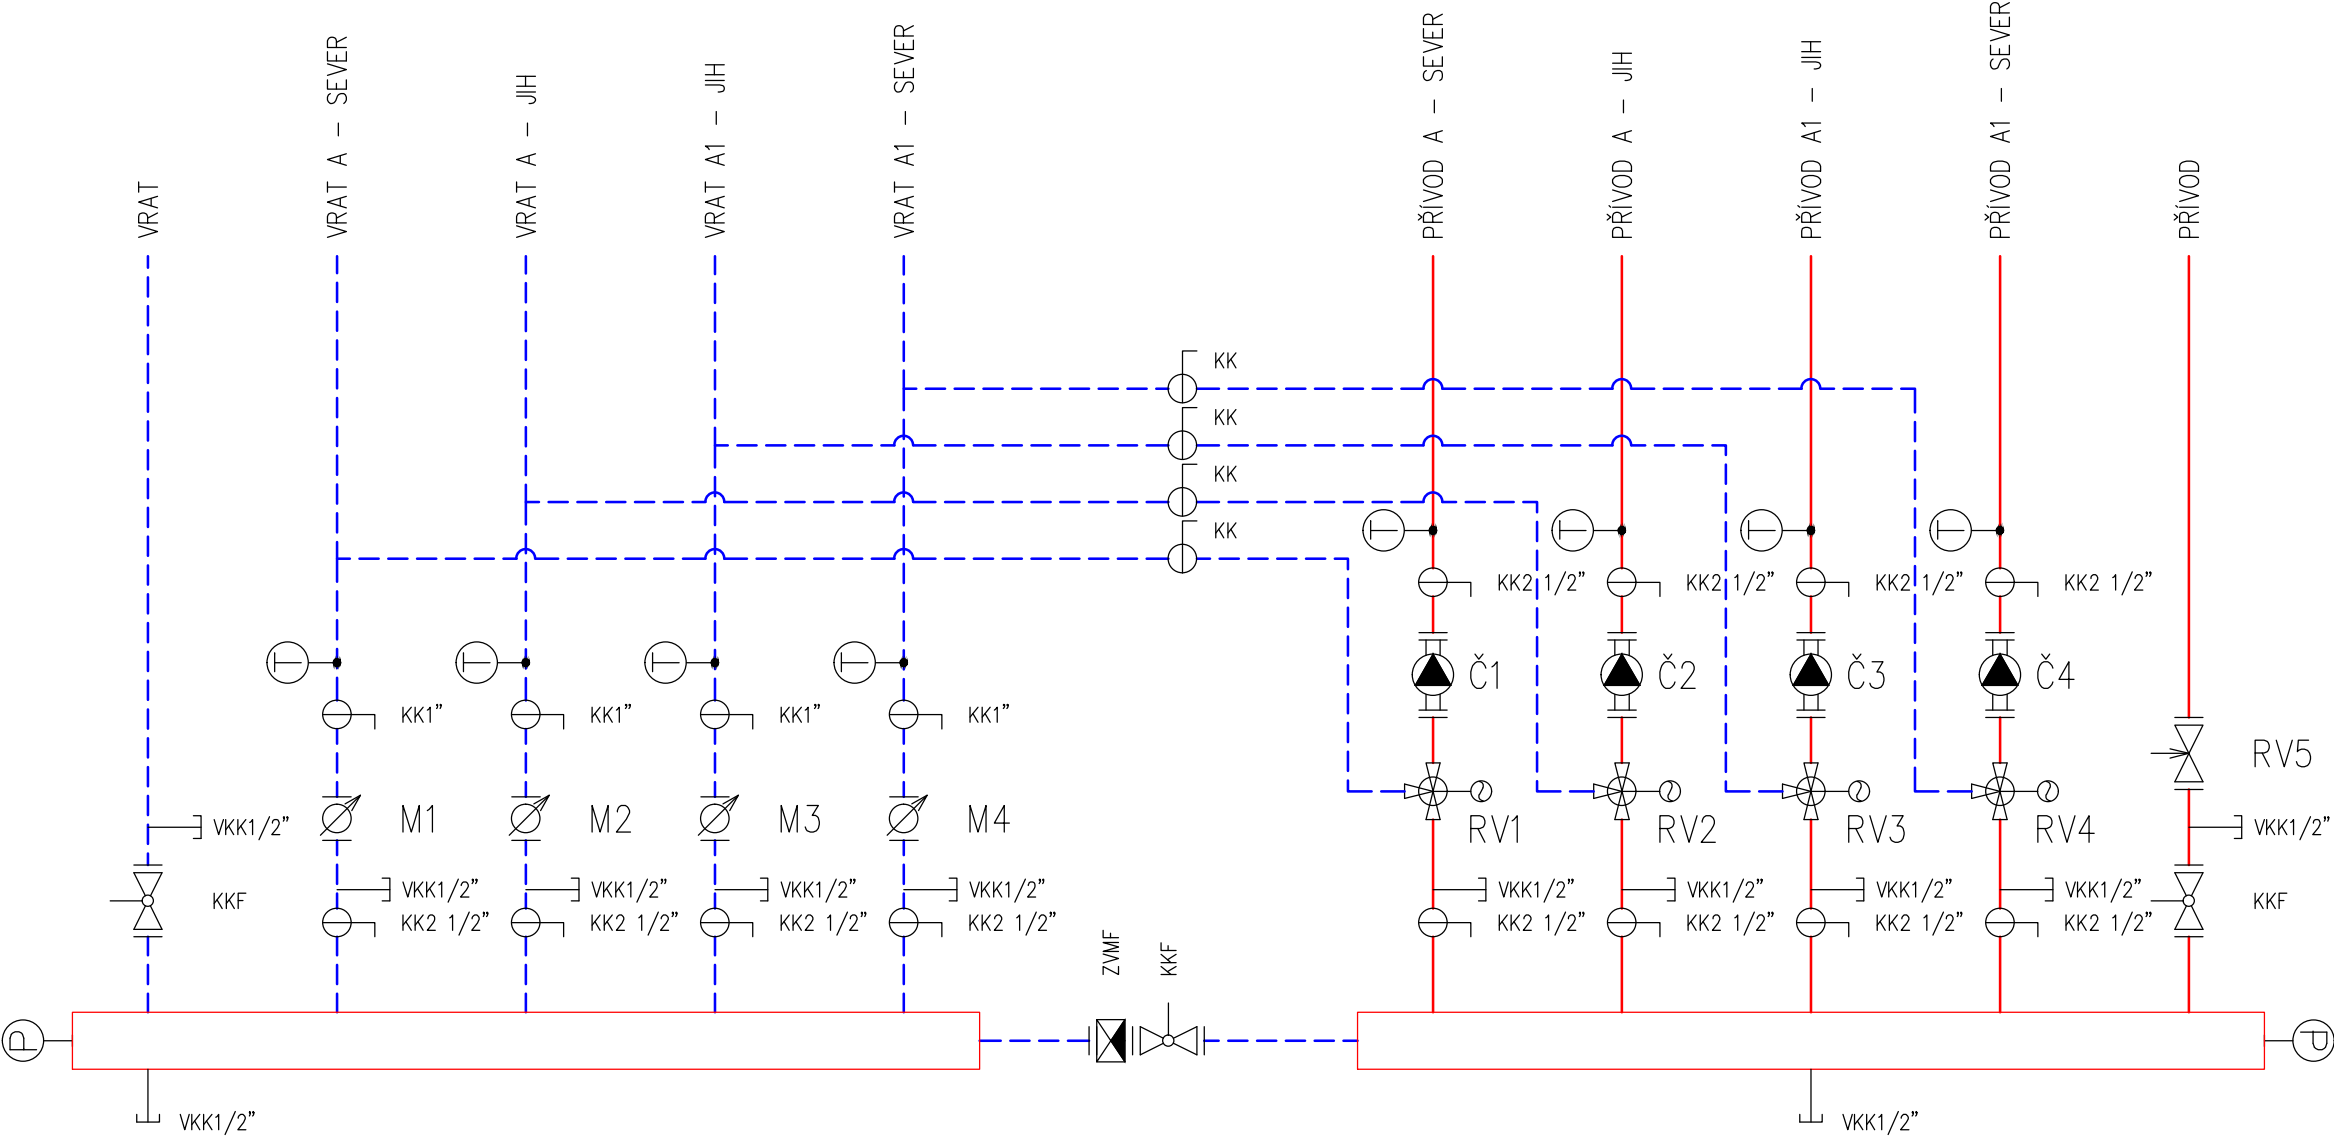 VRAT
VRAT A - SEVER
VRAT A - JIH
VRAT A1 - JIH
VRAT A1 - SEVER
PŘÍVOD A - SEVER
PŘÍVOD A - JIH
PŘÍVOD A1 - JIH
PŘÍVOD A1 - SEVER
PŘÍVOD
KK
KK
KK
KK
T
T
T
T
KK2 1/2"
KK2 1/2"
KK2 1/2"
KK2 1/2"
T
T
T
T
Č1
Č2
Č3
Č4
KK1"
KK1"
KK1"
KK1"
RV5
M1
M2
M3
M4
RV1
RV2
RV3
RV4
VKK1/2"
VKK1/2"
VKK1/2"
VKK1/2"
VKK1/2"
VKK1/2"
VKK1/2"
VKK1/2"
VKK1/2"
VKK1/2"
KKF
KKF
KK2 1/2"
KK2 1/2"
KK2 1/2"
KK2 1/2"
KK2 1/2"
KK2 1/2"
KK2 1/2"
KK2 1/2"
ZVMF
KKF
P
P
VKK1/2"
VKK1/2"